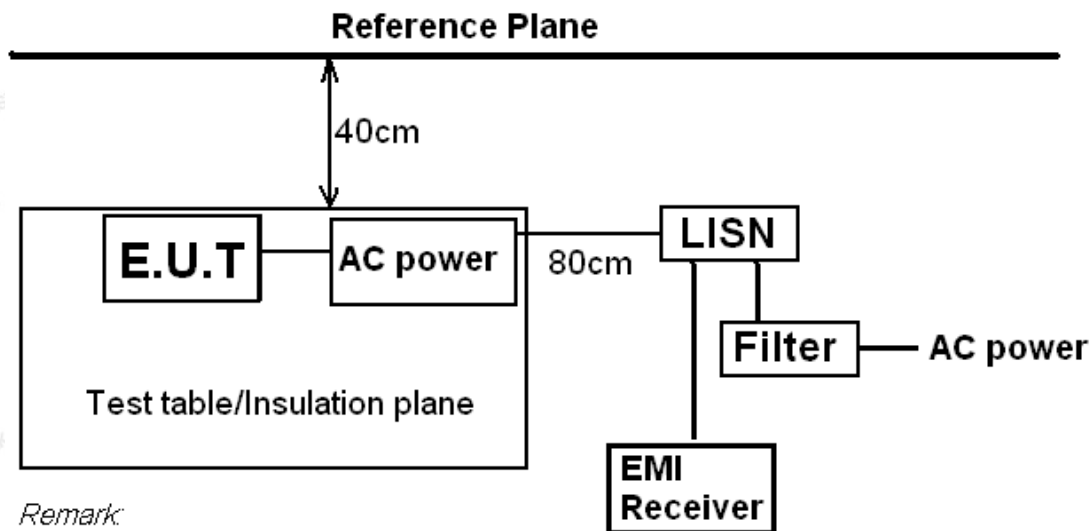 Reference Plane
40cm
E.U.T
AC power
80cm
LISN
Filter
AC power
Test table/Insulation plane
EMI
Receiver
Remark: